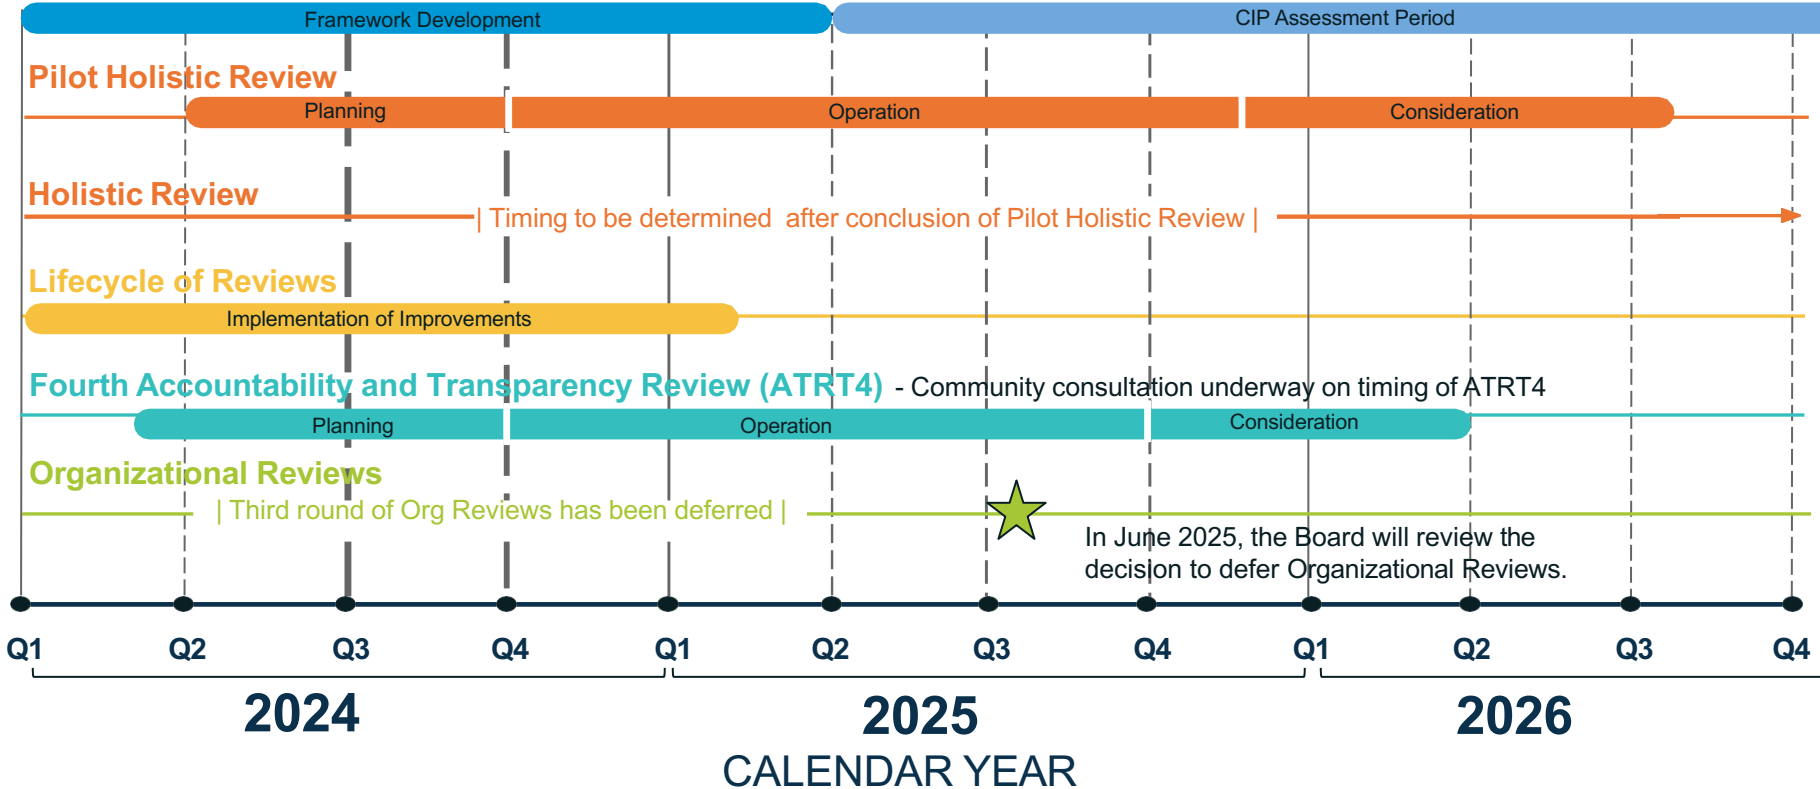 Framework Development
CIP Assessment Period
Pilot Holistic Review
Planning
Operation
Consideration
Holistic Review
| Timing to be determined after conclusion of Pilot Holistic Review |
Lifecycle of Reviews
Implementation of Improvements
Fourth Accountability and Transparency Review (ATRT4) - Community consultation underway on timing of ATRT4
Planning
Operation
Consideration
Organizational Reviews
| Third round of Org Reviews has been deferred |
In June 2025, the Board will review the
decision to defer Organizational Reviews.
Q1 Q2 Q3 Q4 Q1 Q2 Q3 Q4 Q1 Q2 Q3 Q4
2024 2025 2026
CALENDAR YEAR